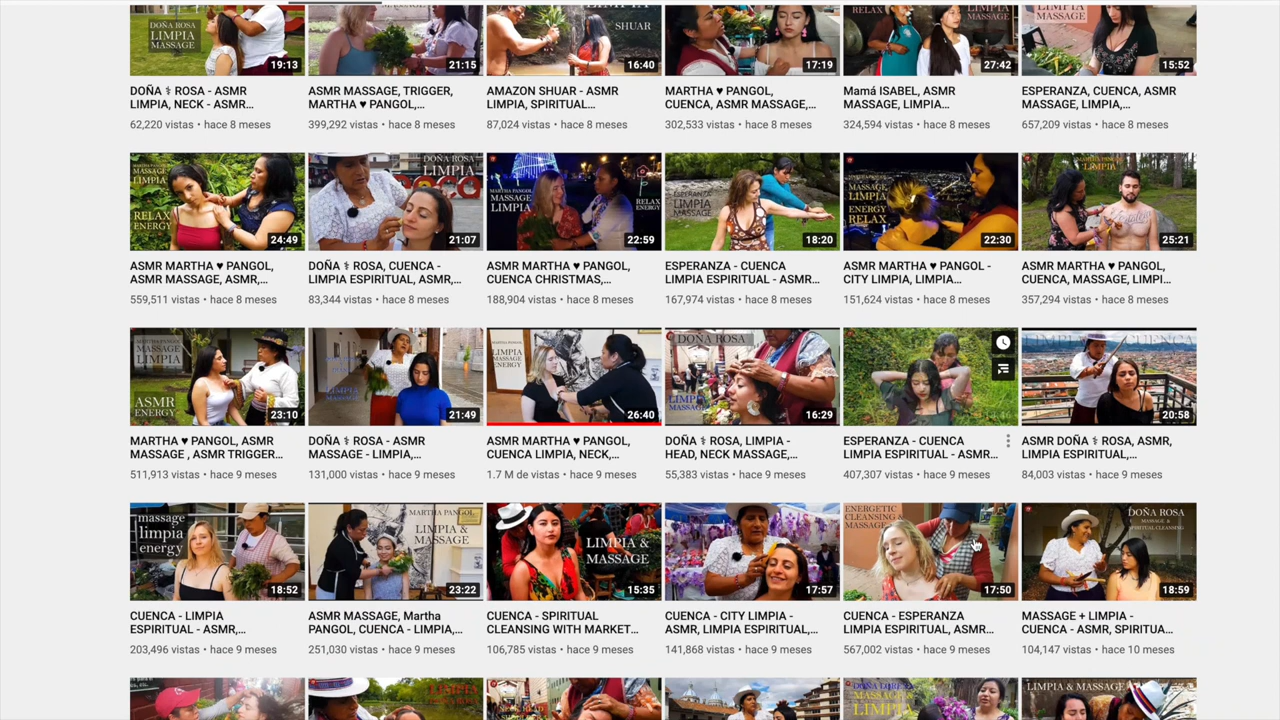 DOÑA ROSA
LIMPIA
MASSAGE
19:13
21:15
LIMPIA
SHUAR
16:40
17:19
RELAX
LIMPIA
MASSAGE
27:42
LIMPIA
MASSAGE
15:52
DOÑA ⚕ ROSA - ASMR
LIMPIA, NECK - ASMR...
62,220 vistas • hace 8 meses
ASMR MASSAGE, TRIGGER,
MARTHA ♥ PANGOL,...
399,292 vistas • hace 8 meses
AMAZON SHUAR - ASMR
LIMPIA, SPIRITUAL...
87,024 vistas • hace 8 meses
MARTHA ♥ PANGOL,
CUENCA, ASMR MASSAGE,...
302,533 vistas • hace 8 meses
Mamá ISABEL, ASMR
MASSAGE, LIMPIA...
324,594 vistas • hace 8 meses
ESPERANZA, CUENCA, ASMR
MASSAGE, LIMPIA,...
657,209 vistas • hace 8 meses
MARTHA PANGOL
MASSAGE
LIMPIA
RELAX
ENERGY
24:49
DOÑA ROSA
LIMPIA
21:07
MARTHA PANGOL
MASSAGE
LIMPIA
RELAX
ENERGY
22:59
ESPERANZA
LIMPIA
MASSAGE
18:20
MASSAGE
LIMPIA
ENERGY
RELAX
22:30
MARTHA PANGOL
LIMPIA
25:21
ASMR MARTHA ♥ PANGOL,
ASMR MASSAGE, ASMR,...
559,511 vistas • hace 8 meses
DOÑA ⚕ ROSA, CUENCA -
LIMPIA ESPIRITUAL, ASMR,...
83,344 vistas • hace 8 meses
ASMR MARTHA ♥ PANGOL,
CUENCA CHRISTMAS,...
188,904 vistas • hace 8 meses
ESPERANZA - CUENCA
LIMPIA ESPIRITUAL - ASMR...
167,974 vistas • hace 8 meses
ASMR MARTHA ♥ PANGOL -
CITY LIMPIA, LIMPIA...
151,624 vistas • hace 8 meses
ASMR MARTHA ♥ PANGOL,
CUENCA, MASSAGE, LIMPI...
357,294 vistas • hace 8 meses
MARTHA PANGOL
MASSAGE
LIMPIA
ASMR
ENERGY
23:10
LIMPIA
MASSAGE
21:49
MARTHA PANGOL
LIMPIA
MASSAGE
ENERGY
26:40
DOÑA ROSA
LIMPIA
MASSAGE
16:29
LIMPIA CUENCA
20:58
MARTHA ♥ PANGOL, ASMR
MASSAGE , ASMR TRIGGER...
511,913 vistas • hace 9 meses
DOÑA ⚕ ROSA - ASMR
MASSAGE - LIMPIA,...
131,000 vistas • hace 9 meses
ASMR MARTHA ♥ PANGOL,
CUENCA LIMPIA, NECK,...
1.7 M de vistas • hace 9 meses
DOÑA ⚕ ROSA, LIMPIA -
HEAD, NECK MASSAGE,...
55,383 vistas • hace 9 meses
ESPERANZA - CUENCA
LIMPIA ESPIRITUAL - ASMR...
407,307 vistas • hace 9 meses
ASMR DOÑA ⚕ ROSA, ASMR,
LIMPIA ESPIRITUAL,...
84,003 vistas • hace 9 meses
massage
limpia
energy
18:52
MARTHA PANGOL
LIMPIA
& MASSAGE
23:22
LIMPIA &
MASSAGE
15:35
17:57
ENERGETIC
CLEANSING &
MASSAGE
17:50
DOÑA ROSA
MASSAGE &
SPIRITUAL CLEANSING
18:59
CUENCA - LIMPIA
ESPIRITUAL - ASMR,...
203,496 vistas • hace 9 meses
ASMR MASSAGE, Martha
PANGOL, CUENCA - LIMPIA,...
251,030 vistas • hace 9 meses
CUENCA - SPIRITUAL
CLEANSING WITH MARKET...
106,785 vistas • hace 9 meses
CUENCA - CITY LIMPIA -
ASMR, LIMPIA ESPIRITUAL,...
141,868 vistas • hace 9 meses
CUENCA - ESPERANZA
LIMPIA ESPIRITUAL, ASMR...
567,002 vistas • hace 9 meses
MASSAGE + LIMPIA -
CUENCA - ASMR, SPIRITUA...
104,147 vistas • hace 10 meses
LIMPIA
MASSAGE
LIMPIA
LIMPIA & MASSAGE